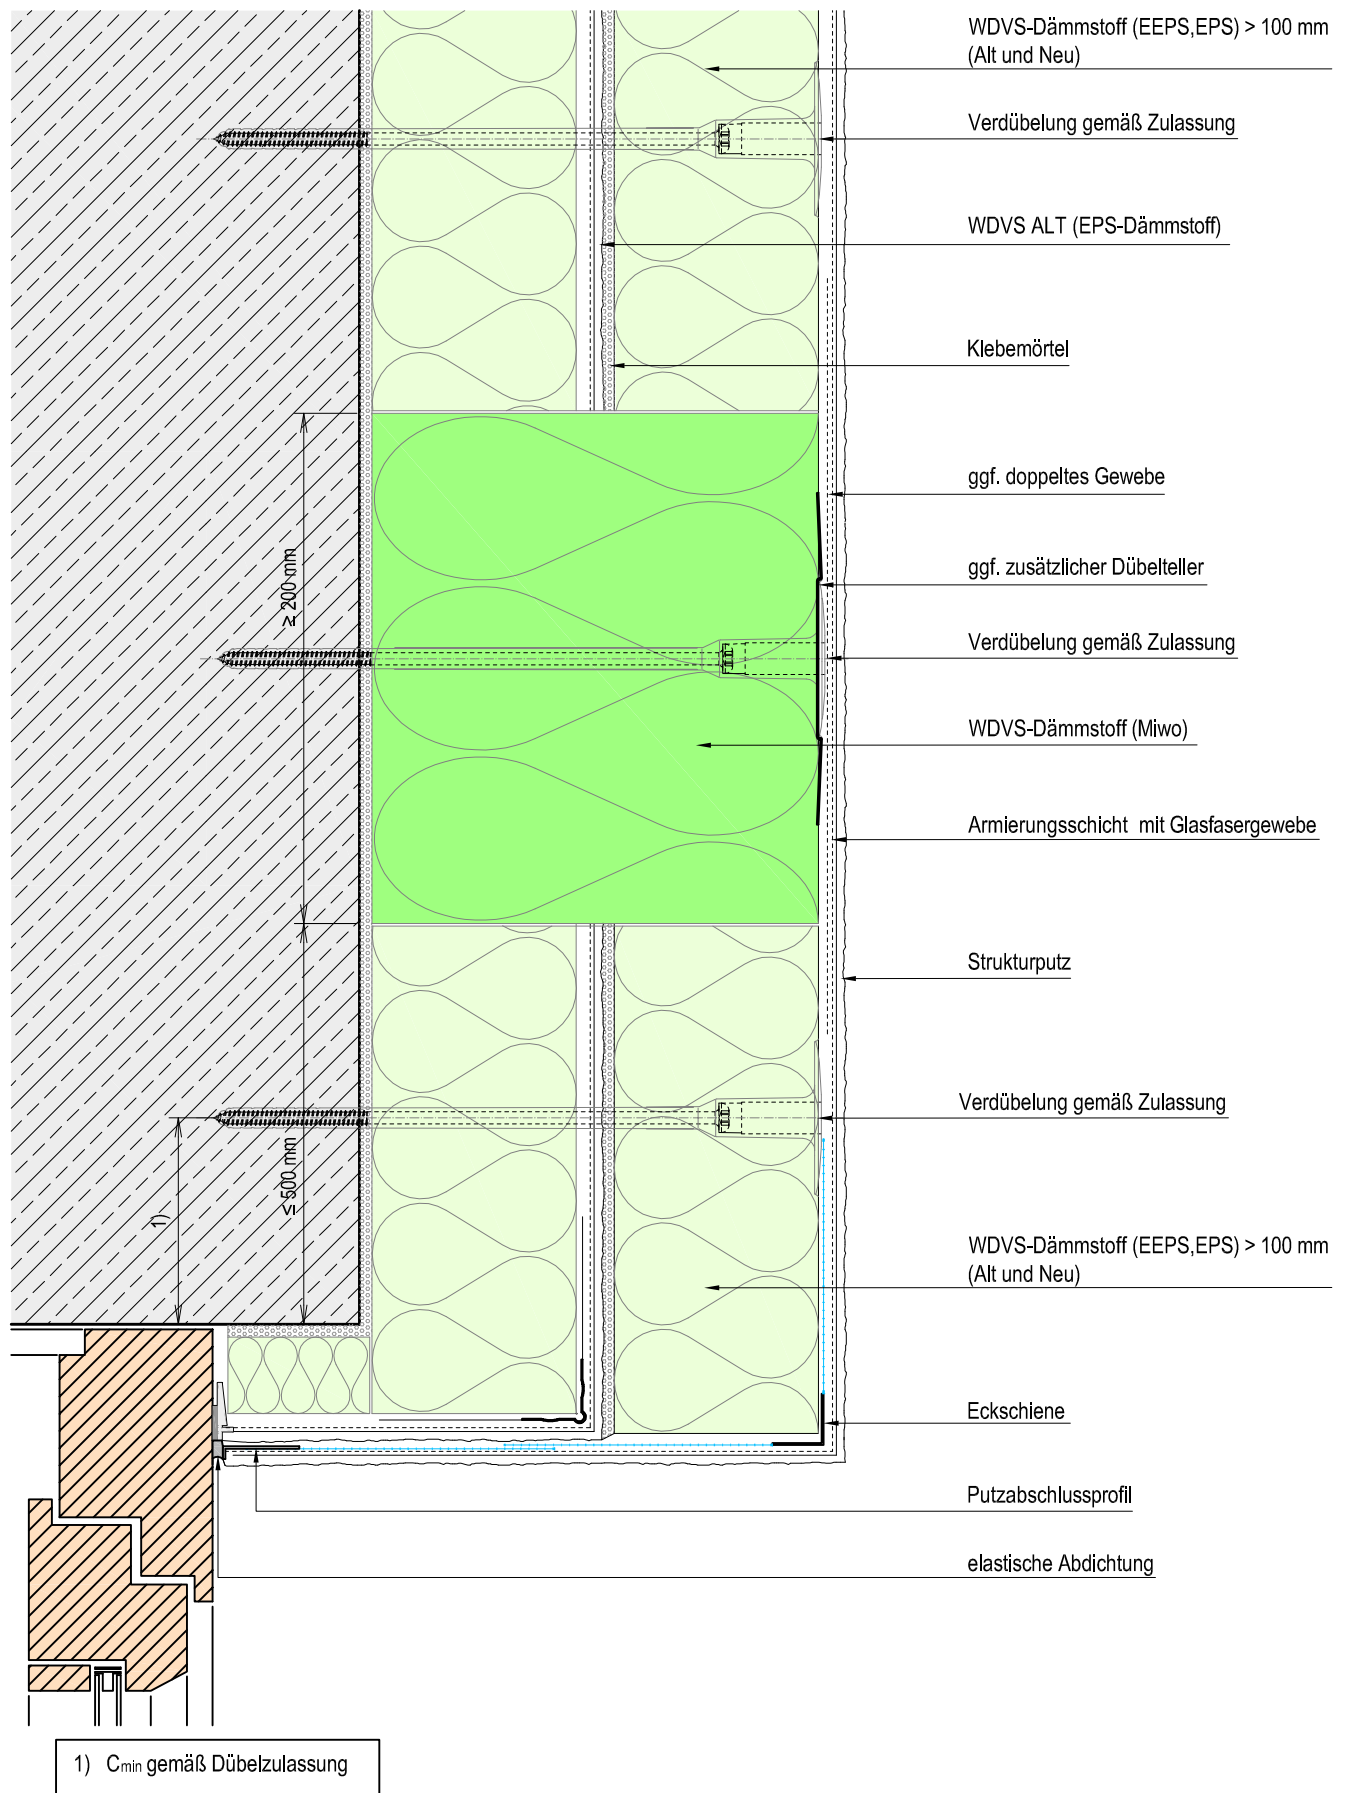 WDVS-Dämmstoff (EEPS,EPS) > 100 mm
(Alt und Neu)
Verdübelung gemäß Zulassung
WDVS ALT (EPS-Dämmstoff)
Klebemörtel
ggf. doppeltes Gewebe
≥ 200 mm
ggf. zusätzlicher Dübelteller
Verdübelung gemäß Zulassung
WDVS-Dämmstoff (Miwo)
Armierungsschicht mit Glasfasergewebe
Strukturputz
Verdübelung gemäß Zulassung
≤ 500 mm
1)
WDVS-Dämmstoff (EEPS,EPS) > 100 mm
(Alt und Neu)
Eckschiene
Putzabschlussprofil
elastische Abdichtung
1) Cmin gemäß Dübelzulassung